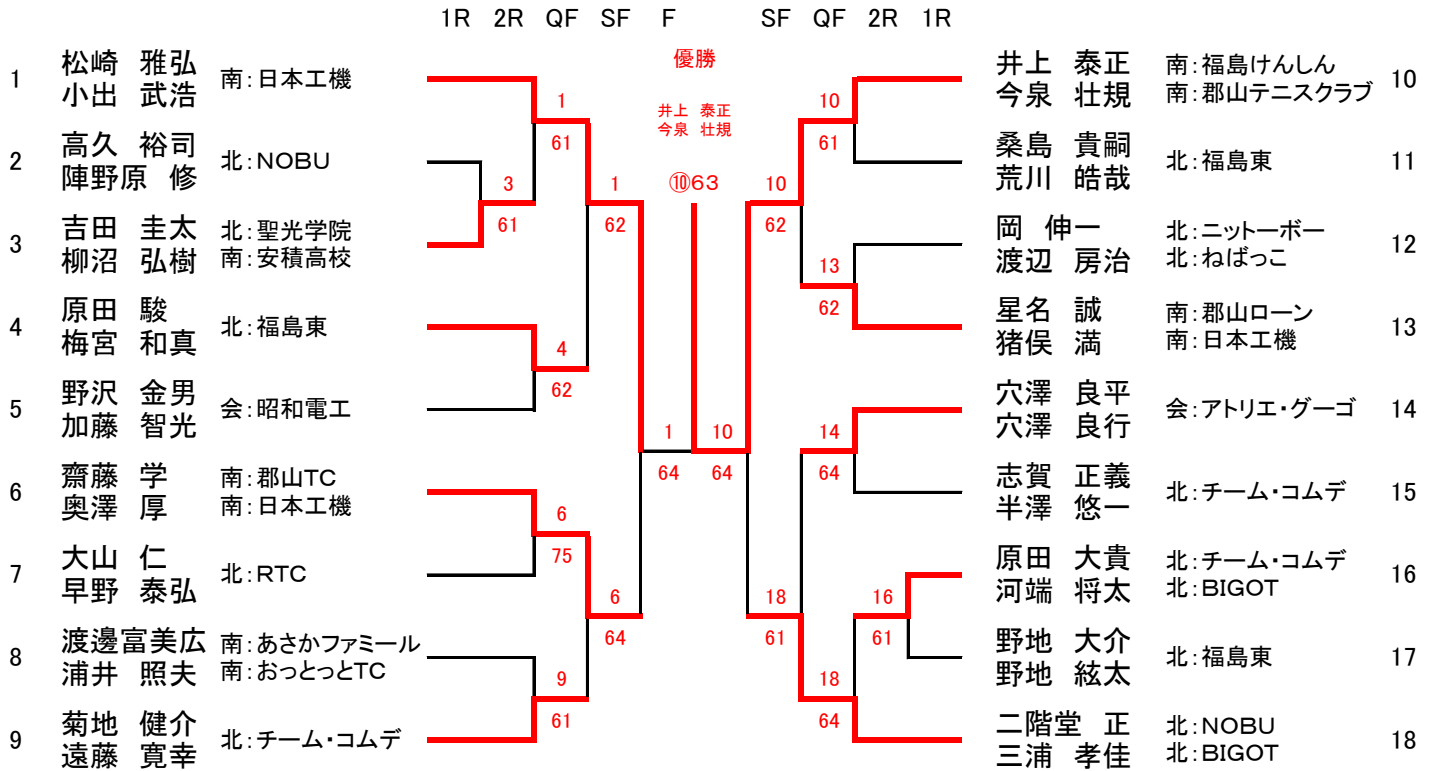 1R 2R QF SF F SF QF 2R 1R
優勝
井上 泰正
今泉 壮規
⑩63
1 松崎 雅弘 南:日本工機
小出 武浩
2 高久 裕司 北:NOBU
陣野原 修
3 吉田 圭太 北:聖光学院
柳沼 弘樹 南:安積高校
4 原田 駿 北:福島東
梅宮 和真
5 野沢 金男 会:昭和電工
加藤 智光
6 齋藤 学 南:郡山TC
奥澤 厚 南:日本工機
7 大山 仁 北:RTC
早野 泰弘
8 渡邊富美広 南:あさかファミール
浦井 照夫 南:おっとっとTC
9 菊地 健介 北:チーム・コムデ
遠藤 寛幸
3
61
1
61
4
62
6
75
9
61
1
62
6
64
1
64
10
64
10
62
18
61
10
61
13
62
14
64
18
64
16
61
井上 泰正 南:福島けんしん 10
今泉 壮規 南:郡山テニスクラブ
桑島 貴嗣 北:福島東 11
荒川 皓哉
岡 伸一 北:ニットーボー 12
渡辺 房治 北:ねばっこ
星名 誠 南:郡山ローン 13
猪俣 満 南:日本工機
穴澤 良平 会:アトリエ・グーゴ 14
穴澤 良行
志賀 正義 北:チーム・コムデ 15
半澤 悠一
原田 大貴 北:チーム・コムデ 16
河端 将太 北:BIGOT
野地 大介 北:福島東 17
野地 絃太
二階堂 正 北:NOBU 18
三浦 孝佳 北:BIGOT